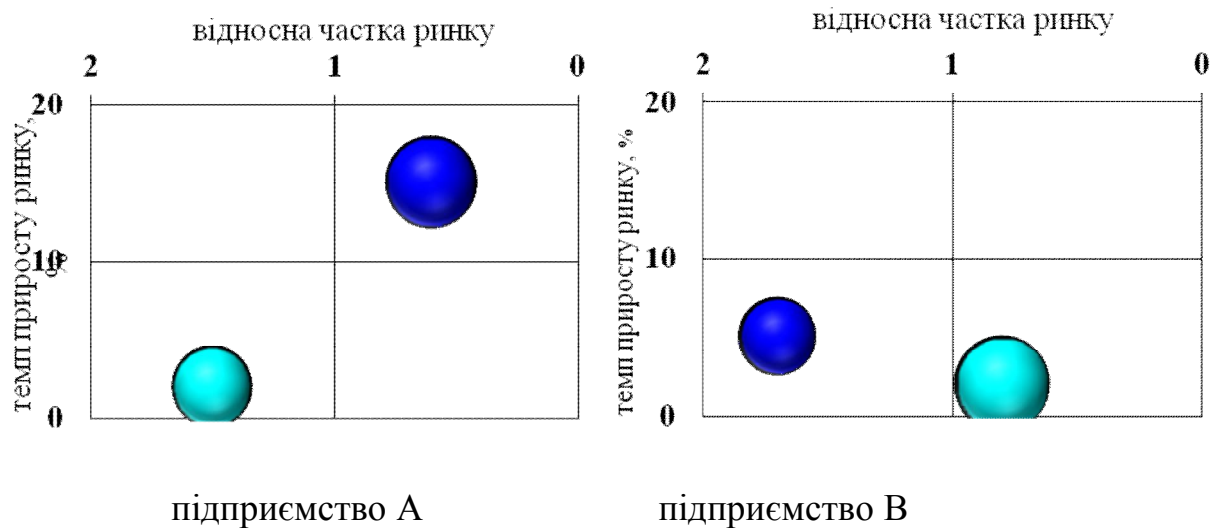 відносна частка ринку
2 1 0
20
10
0
темп приросту ринку, %
підприємство А
відносна частка ринку
2 1 0
20
10
0
темп приросту ринку, %
підприємство В